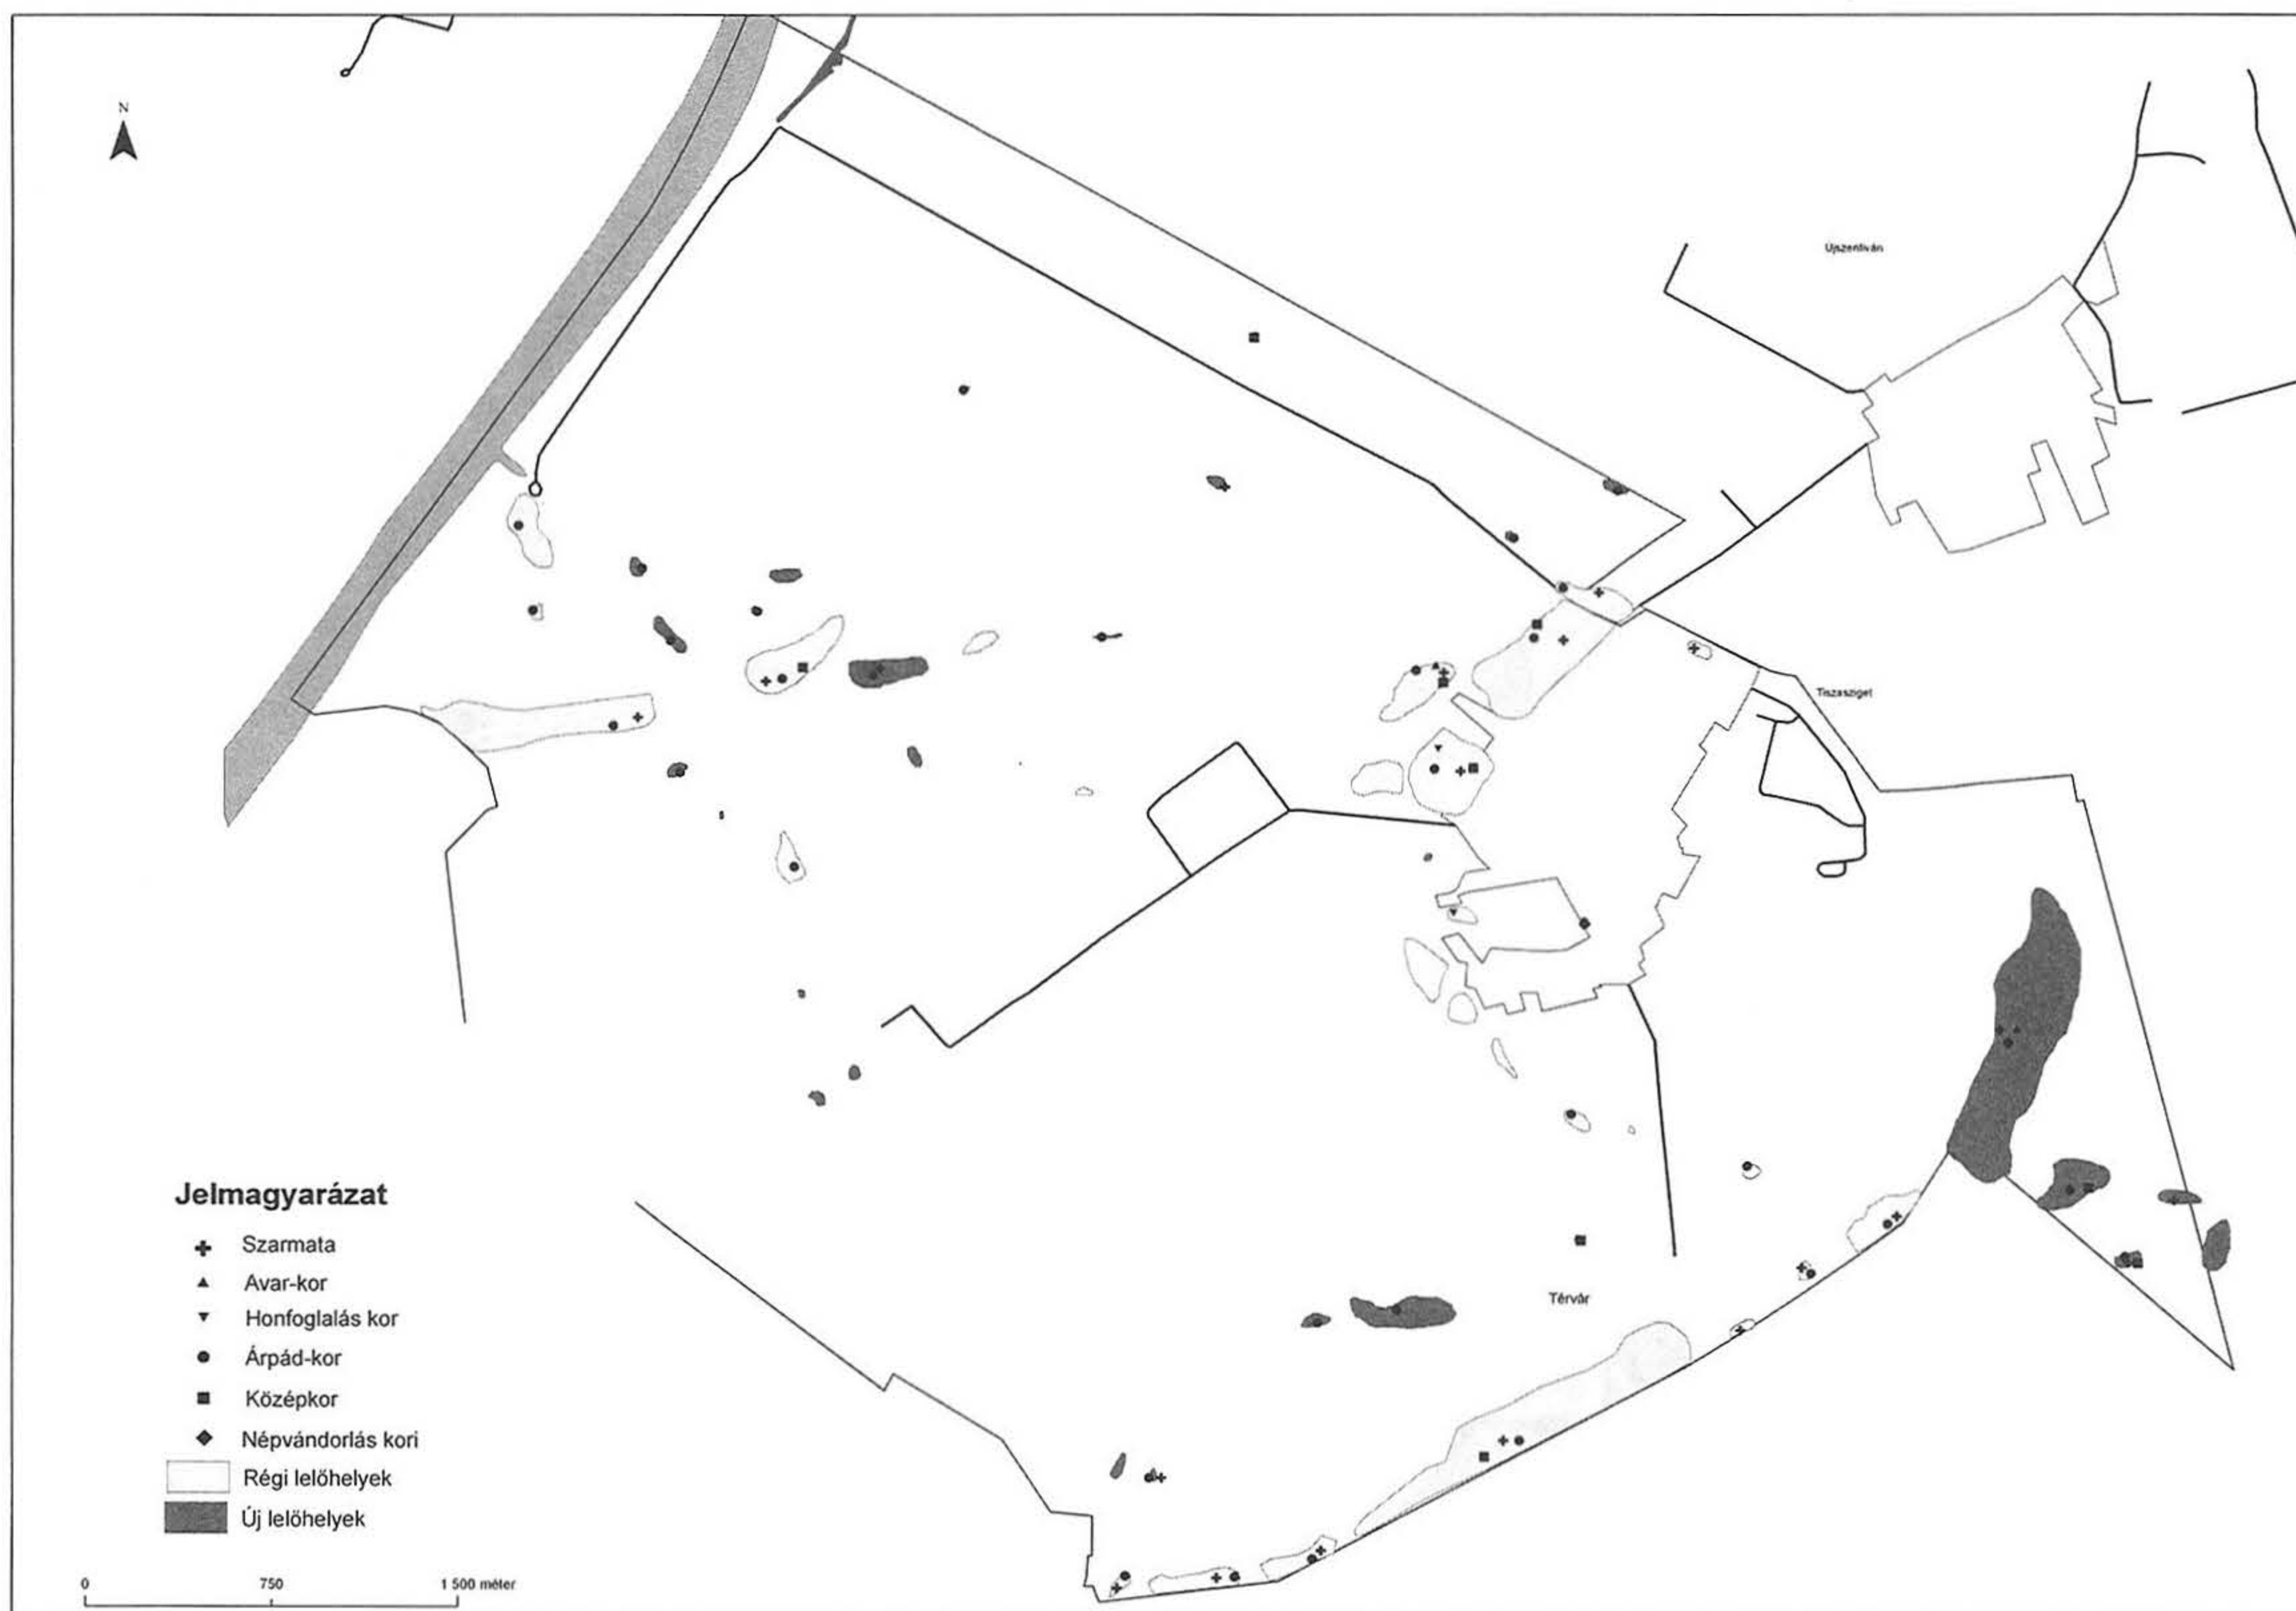 N
Újszentiván
Tiszasziget
Térvár
Jelmagyarázat
Szarmata
Avar-kor
Honfoglalás kor
Árpád-kor
Középkor
Népvándorlás kori
Régi lelőhelyek
Új lelőhelyek
0 750 1 500 méter